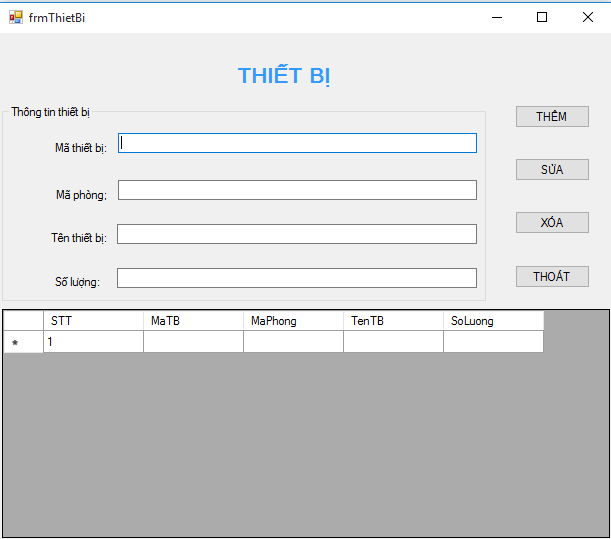 frmThietBi
THIẾT BỊ
Thông tin thiết bị
Mã thiết bị:
Mã phòng:
Tên thiết bị:
Số lượng:
THÊM
SỬA
XÓA
THOÁT
STT MaTB MaPhong TenTB SoLuong
* 1